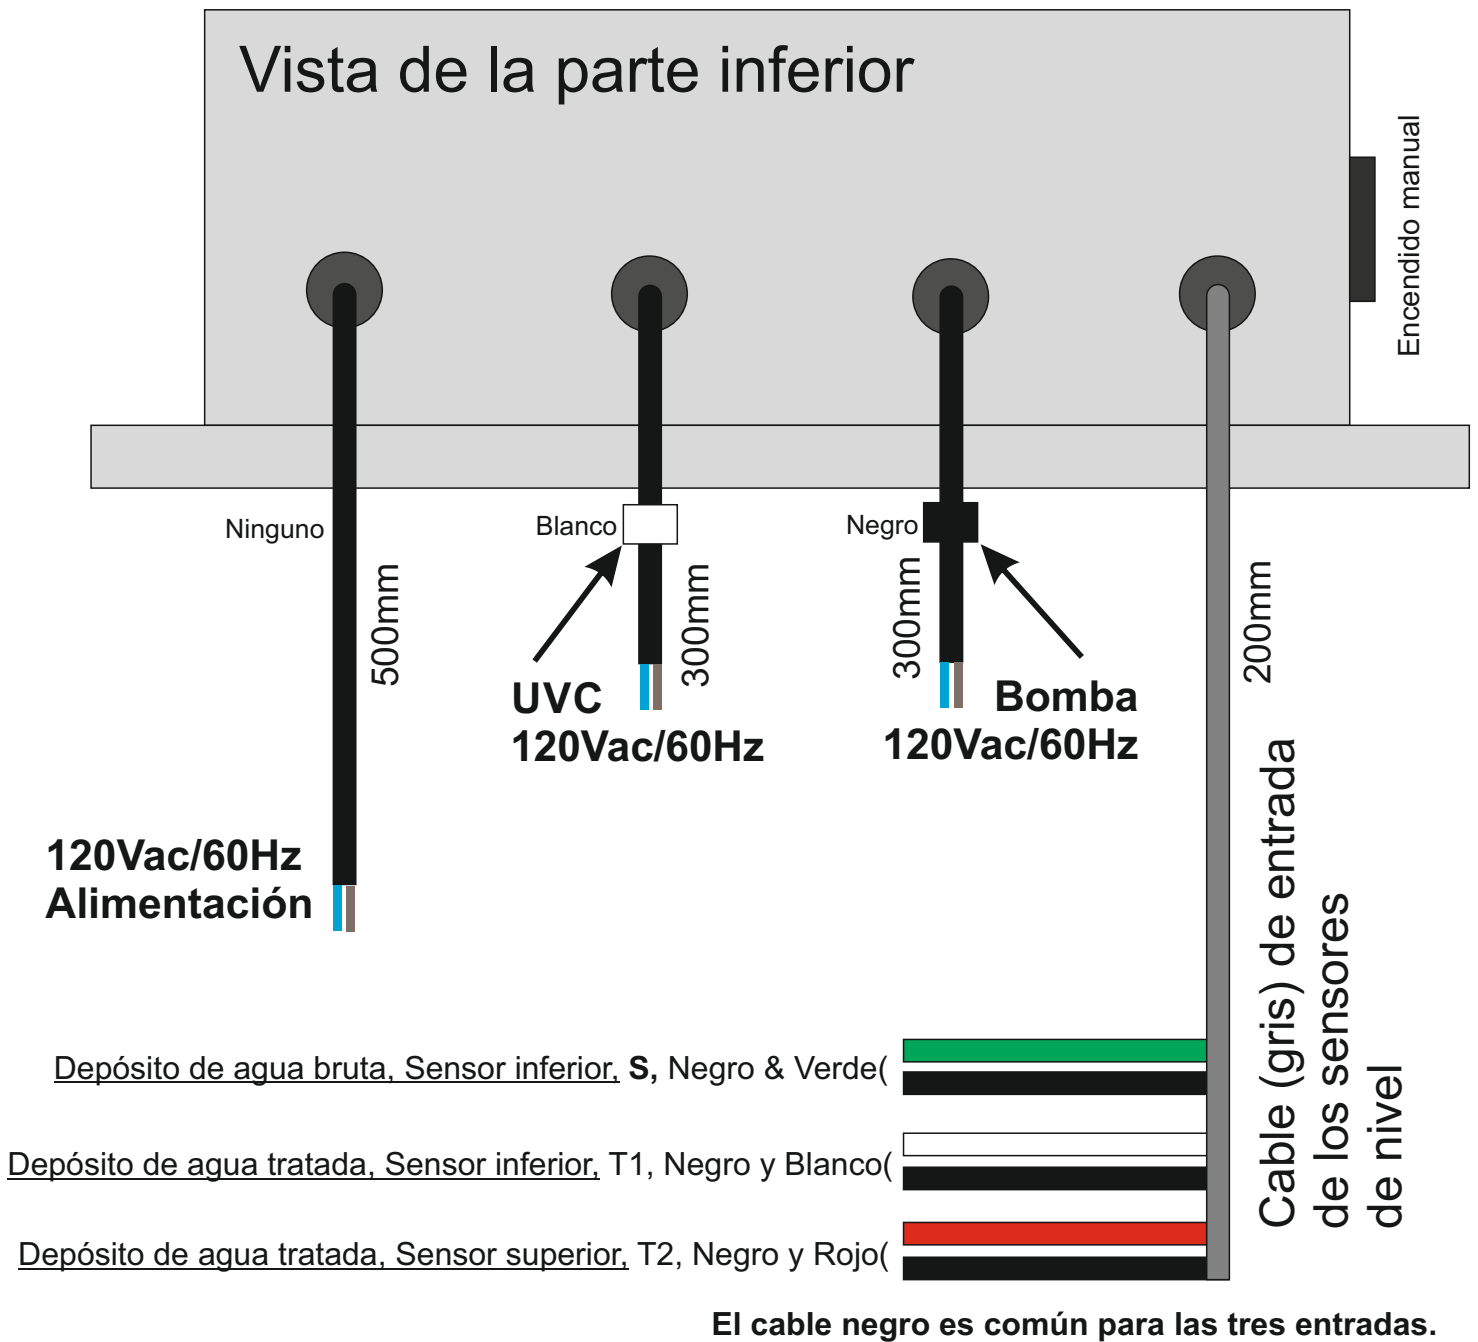 Vista de la parte inferior
Encendido manual
Ninguno
Blanco
Negro
500mm
300mm
300mm
200mm
UVC
120Vac/60Hz
Bomba
120Vac/60Hz
120Vac/60Hz
Alimentación
Cable (gris) de entrada
de los sensores
de nivel
Depósito de agua bruta, Sensor inferior, S, Negro & Verde(
Depósito de agua tratada, Sensor inferior, T1, Negro y Blanco(
Depósito de agua tratada, Sensor superior, T2, Negro y Rojo(
El cable negro es común para las tres entradas.